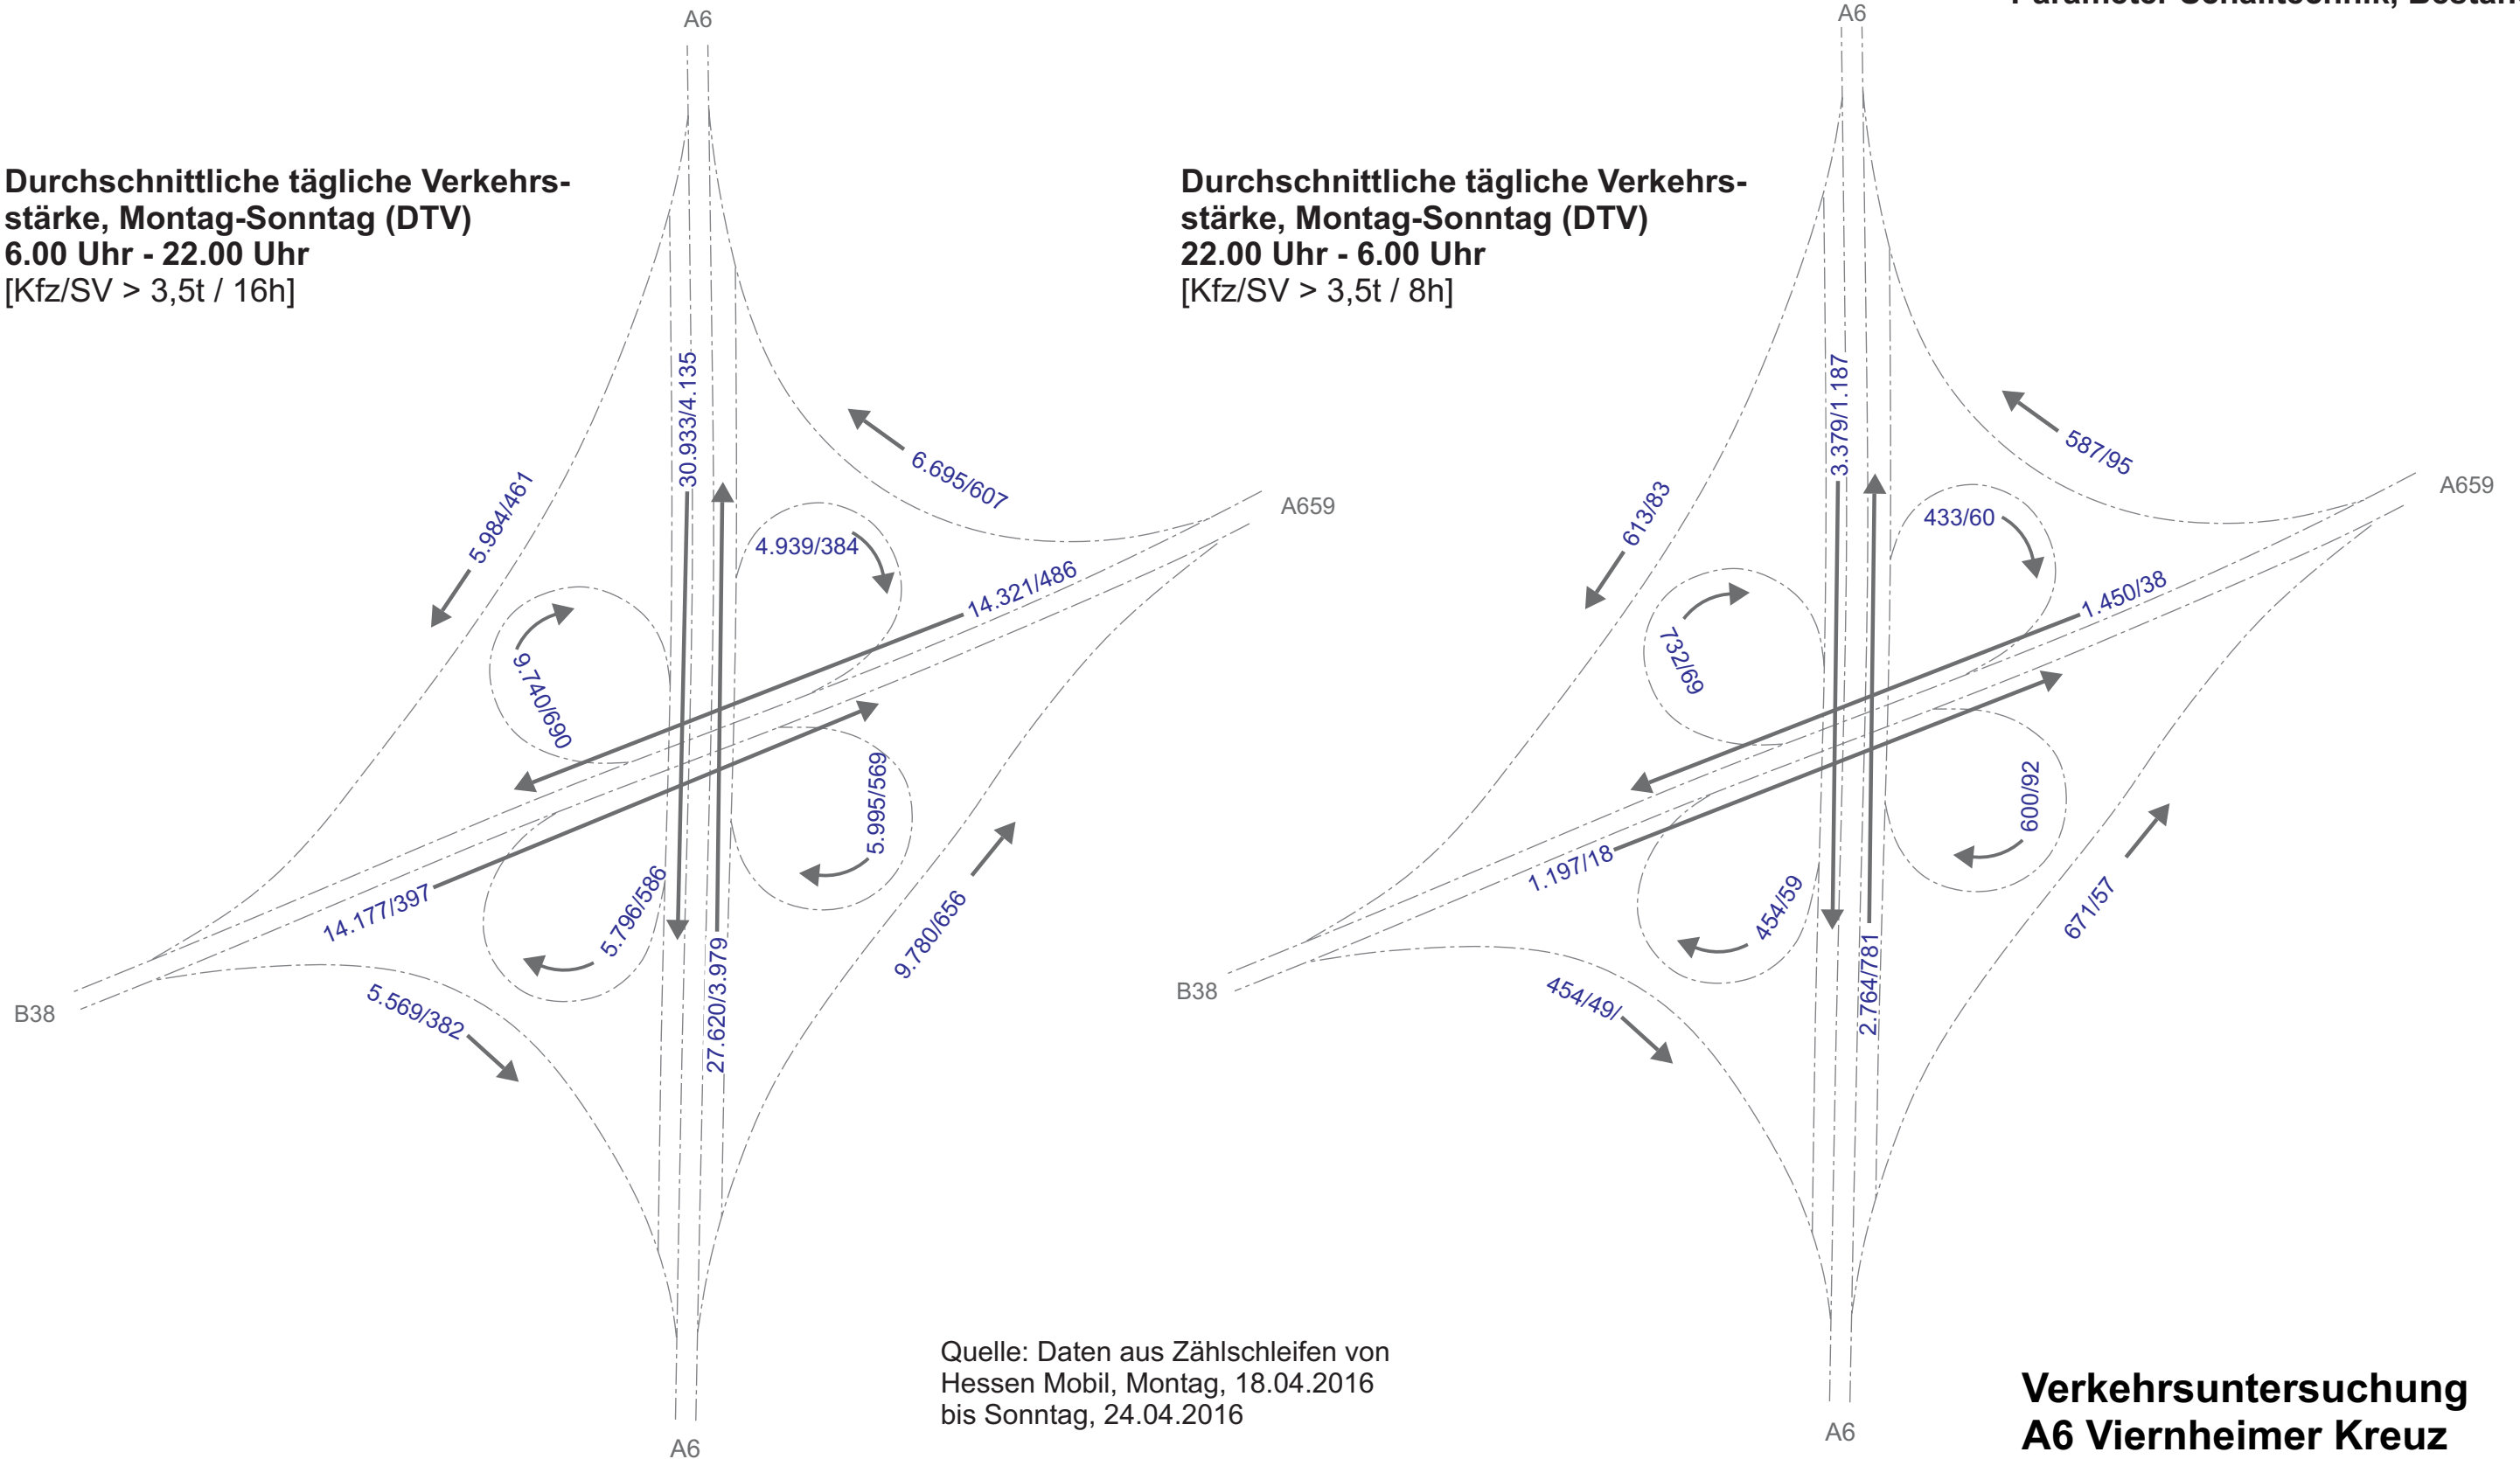 A6
A6
Durchschnittliche tägliche Verkehrs-
stärke, Montag-Sonntag (DTV)
6.00 Uhr - 22.00 Uhr
[Kfz/SV > 3,5t / 16h]
30.933/4.135
6.695/607
5.984/461
4.939/384
A659
14.321/486
9.740/690
5.995/569
14.177/397
5.796/586
9.780/656
27.620/3.979
5.569/382
B38
A6
Durchschnittliche tägliche Verkehrs-
stärke, Montag-Sonntag (DTV)
22.00 Uhr - 6.00 Uhr
[Kfz/SV > 3,5t / 8h]
3.379/1.187
587/95
613/83
433/60
A659
1.450/38
732/69
600/92
1.197/18
454/59
671/57
2.764/781
454/49/
B38
A6
Quelle: Daten aus Zählschleifen von
Hessen Mobil, Montag, 18.04.2016
bis Sonntag, 24.04.2016
Verkehrsuntersuchung
A6 Viernheimer Kreuz